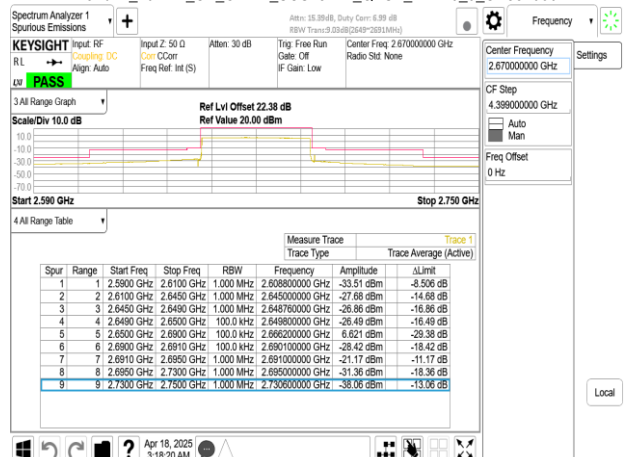 Spectrum Analyzer 1
Spurious Emissions
Attn: 15.39dB, Duty Corr: 6.99 dB
RBW Trans:9.03dB(2649~2691MHz)
Frequency
KEYSIGHT
Input: RF
Input Z: 50 Ω
Atten: 30 dB
Trig: Free Run
Center Freq: 2.670000000 GHz
RL
Coupling: DC
Corr CCorr
Gate: Off
Radio Std: None
Align: Auto
Freq Ref: Int (S)
IF Gain: Low
LXI
PASS
Center Frequency
2.670000000 GHz
Settings
CF Step
4.399000000 GHz
Auto
Man
Freq Offset
0 Hz
3 All Range Graph
Ref Lvl Offset 22.38 dB
Scale/Div 10.0 dB
Ref Value 20.00 dBm
10.0
-10.0
-30.0
-50.0
-70.0
Start 2.590 GHz
Stop 2.750 GHz
4 All Range Table
Measure Trace Trace 1
Trace Type Trace Average (Active)
Spur Range Start Freq Stop Freq RBW Frequency Amplitude ΔLimit
1 1 2.5900 GHz 2.6100 GHz 1.000 MHz 2.608800000 GHz -33.51 dBm -8.506 dB
2 2 2.6100 GHz 2.6450 GHz 1.000 MHz 2.645000000 GHz -27.68 dBm -14.68 dB
3 3 2.6450 GHz 2.6490 GHz 1.000 MHz 2.648760000 GHz -26.86 dBm -16.86 dB
4 4 2.6490 GHz 2.6500 GHz 100.0 kHz 2.649800000 GHz -26.49 dBm -16.49 dB
5 5 2.6500 GHz 2.6900 GHz 100.0 kHz 2.666200000 GHz 6.621 dBm -29.38 dB
6 6 2.6900 GHz 2.6910 GHz 100.0 kHz 2.690100000 GHz -28.42 dBm -18.42 dB
7 7 2.6910 GHz 2.6950 GHz 1.000 MHz 2.691000000 GHz -21.17 dBm -11.17 dB
8 8 2.6950 GHz 2.7300 GHz 1.000 MHz 2.695000000 GHz -31.36 dBm -18.36 dB
9 9 2.7300 GHz 2.7500 GHz 1.000 MHz 2.730600000 GHz -38.06 dBm -13.06 dB
Local
Apr 18, 2025
3:18:20 AM